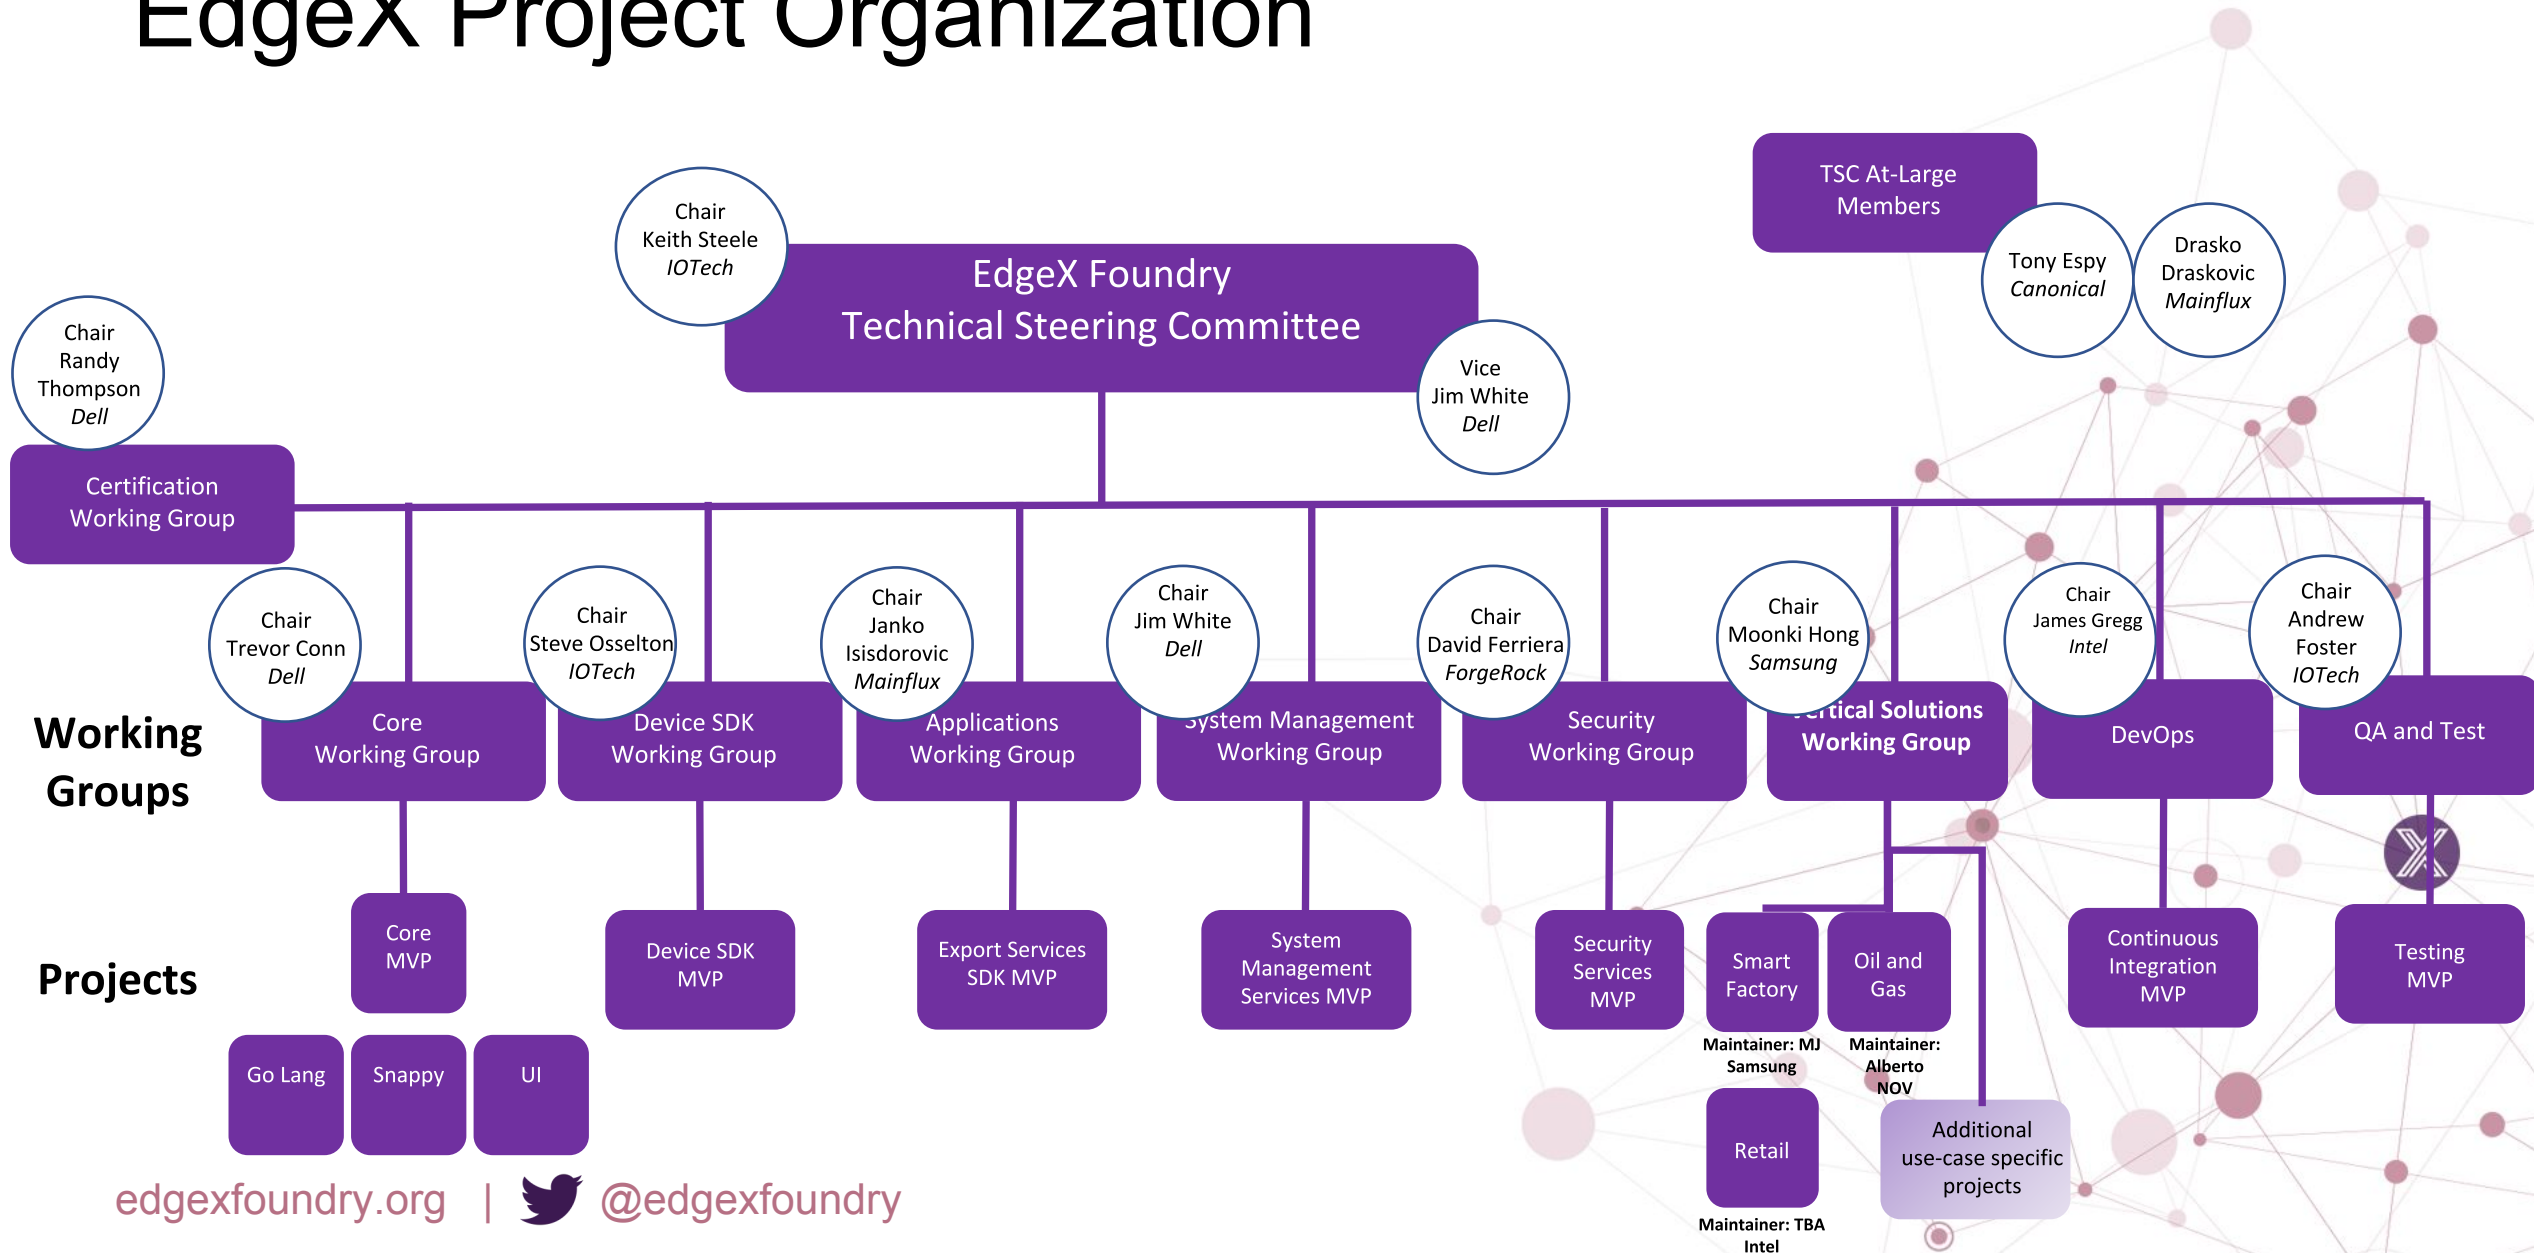 EdgeX Project Organization
TSC At-Large
Members
Tony Espy
Canonical
Drasko
Draskovic
Mainflux
Chair
Keith Steele
IOTech
EdgeX Foundry
Technical Steering Committee
Vice
Jim White
Dell
Chair
Randy
Thompson
Dell
Certification
Working Group
Chair
Trevor Conn
Dell
Chair
Steve Osselton
IOTech
Chair
Janko
Isisdorovic
Mainflux
Chair
Jim White
Dell
Chair
David Ferriera
ForgeRock
Chair
Moonki Hong
Samsung
Chair
James Gregg
Intel
Chair
Andrew
Foster
IOTech
Working
Groups
Core
Working Group
Device SDK
Working Group
Applications
Working Group
System Management
Working Group
Security
Working Group
Vertical Solutions
Working Group
DevOps
QA and Test
Projects
Core
MVP
Device SDK
MVP
Export Services
SDK MVP
System
Management
Services MVP
Security
Services
MVP
Smart
Factory
Oil and
Gas
Continuous
Integration
MVP
Testing
MVP
Maintainer: MJ
Samsung
Maintainer:
Alberto
NOV
Go Lang
Snappy
UI
Retail
Additional
use-case specific
projects
Maintainer: TBA
Intel
edgexfoundry.org | @edgexfoundry